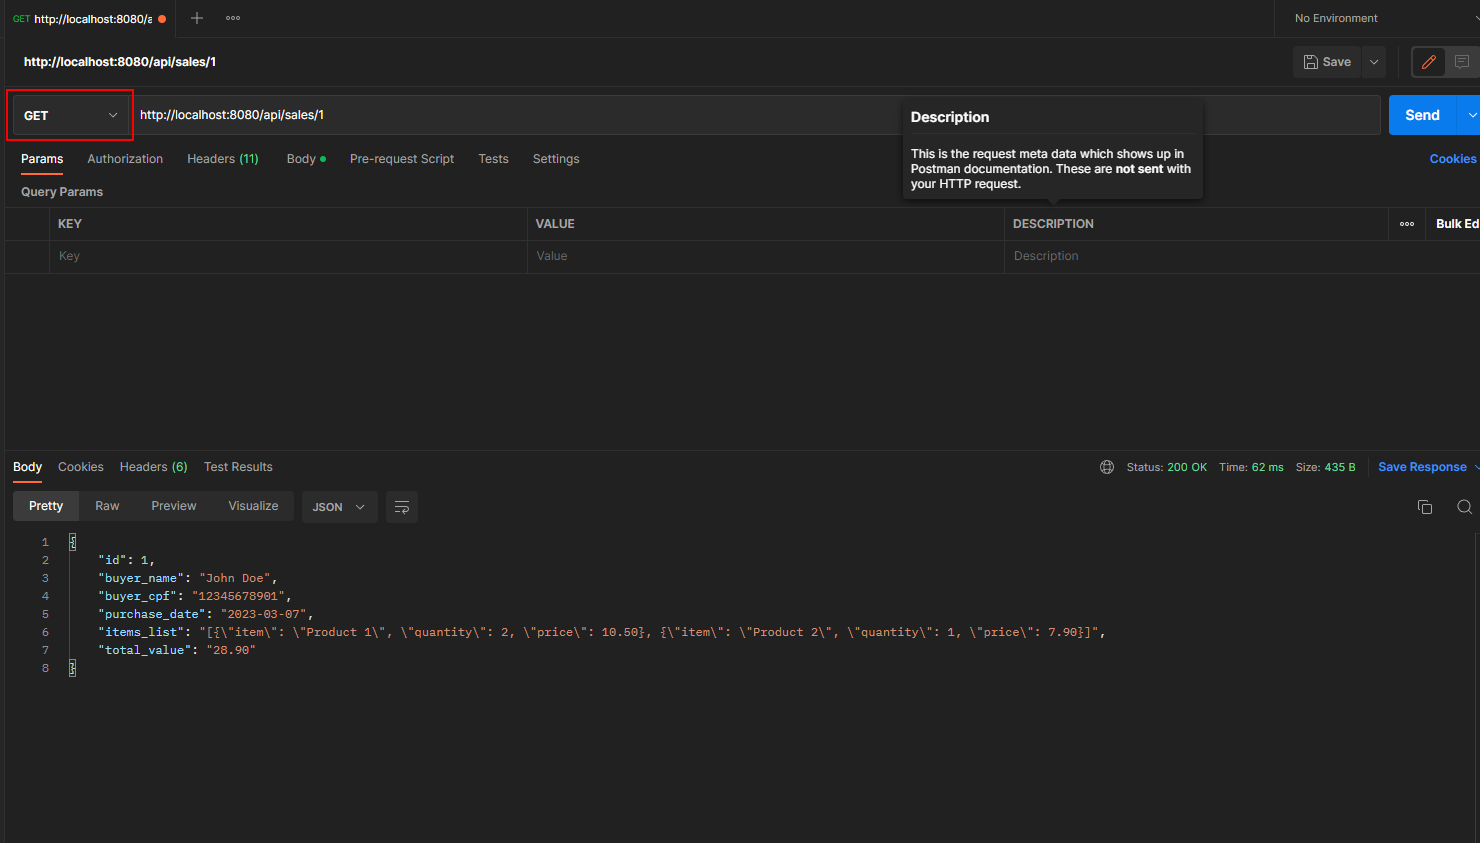 GET http://localhost:8080/a
No Environment
http://localhost:8080/api/sales/1
Save
GET
http://localhost:8080/api/sales/1
Send
Description
This is the request meta data which shows up in
Postman documentation. These are not sent with
your HTTP request.
Params Authorization Headers (11) Body Pre-request Script Tests Settings
Cookies
Query Params
KEY VALUE DESCRIPTION Bulk Ed
Key Value Description
Body Cookies Headers (6) Test Results
Status: 200 OK Time: 62 ms Size: 435 B Save Response
Pretty Raw Preview Visualize JSON
1 {
2 "id": 1,
3 "buyer_name": "John Doe",
4 "buyer_cpf": "12345678901",
5 "purchase_date": "2023-03-07",
6 "items_list": "[{\"item\": \"Product 1\", \"quantity\": 2, \"price\": 10.50}, {\"item\": \"Product 2\", \"quantity\": 1, \"price\": 7.90}]",
7 "total_value": "28.90"
8 }